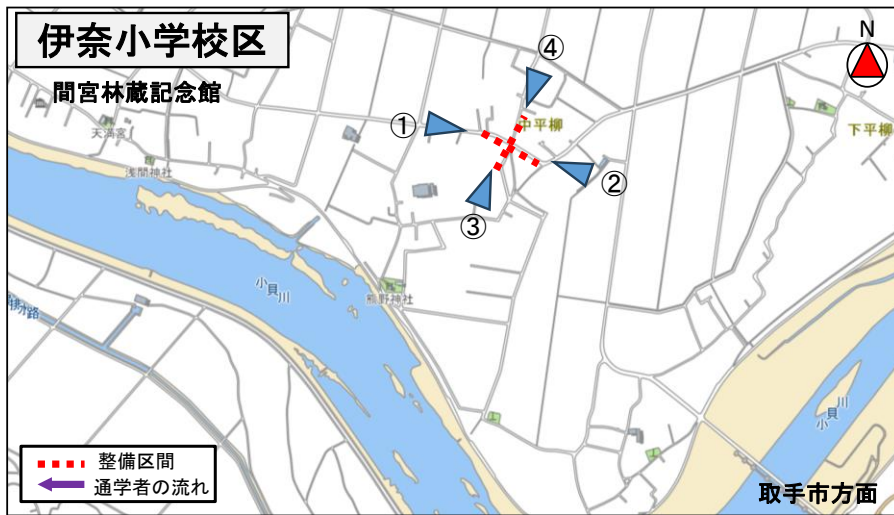 伊奈小学校区
間宮林蔵記念館
N
④
①
中平柳
下平柳
天満宮
②
浅間神社
③
小貝川
熊野神社
小貝川
整備区間
通学者の流れ
取手市方面